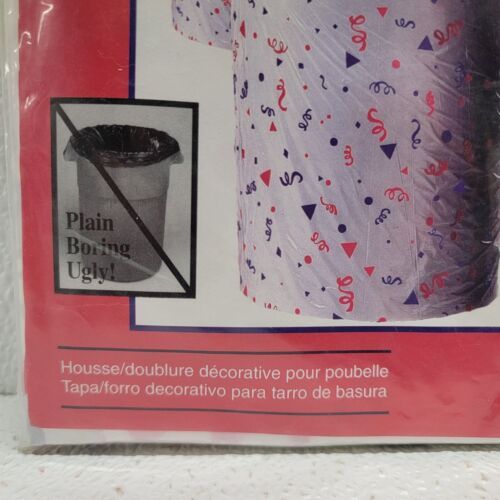 Plain
Boring
Ugly!
Housse/doublure décorative pour poubelle
Tapa/forro decorativo para tarro de basura